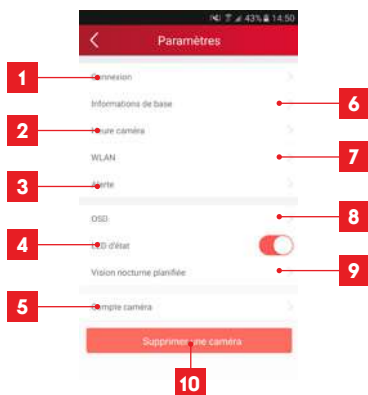 43% 14:50
Paramètres
1 Connexion
Informations de base 6
2 Heure caméra
WLAN 7
3 Alerte
OSD 8
4 LED d'état
Vision nocturne planifiée 9
5 Compte caméra
Supprimer une caméra
10